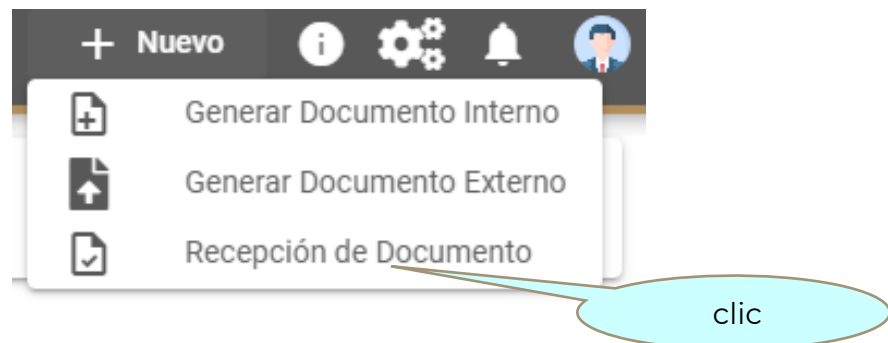 + Nuevo
Generar Documento Interno
Generar Documento Externo
Recepción de Documento
clic